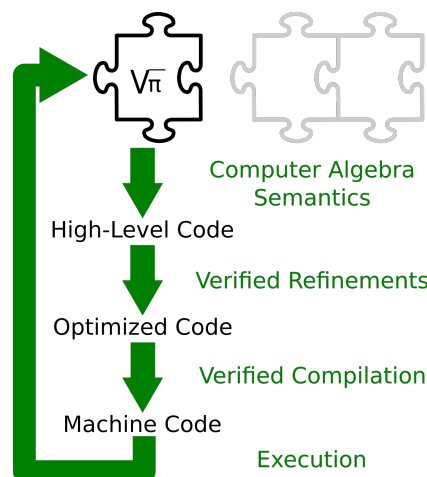 √π
Computer Algebra
Semantics
High-Level Code
Verified Refinements
Optimized Code
Verified Compilation
Machine Code
Execution